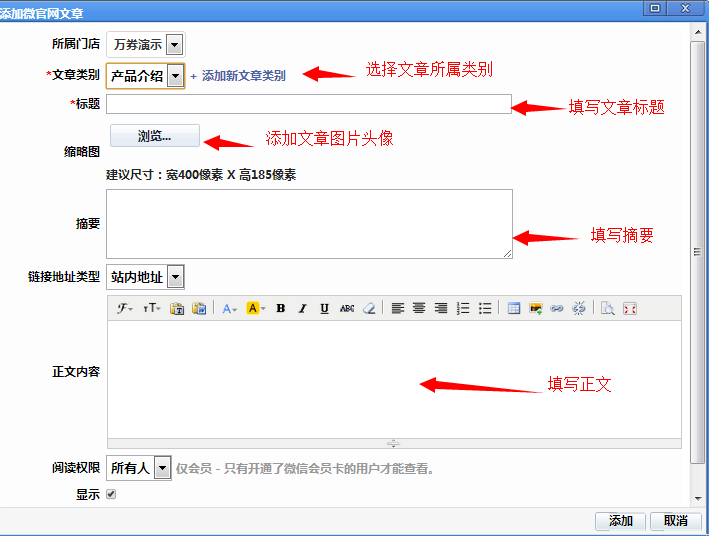 添加微官网文章
所属门店 万券演示
*文章类别 产品介绍 + 添加新文章类别 选择文章所属类别
*标题 填写文章标题
缩略图 浏览... 添加文章图片头像
建议尺寸：宽400像素 X 高185像素
摘要 填写摘要
链接地址类型 站内地址
F T A A B I U ABC
正文内容 填写正文
阅读权限 所有人 仅会员 - 只有开通了微信会员卡的用户才能查看。
显示
添加 取消